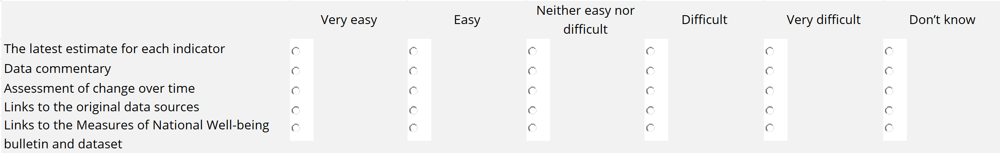 Very easy
Easy
Neither easy nor
difficult
Difficult
Very difficult
Don’t know
The latest estimate for each indicator
Data commentary
Assessment of change over time
Links to the original data sources
Links to the Measures of National Well-being
bulletin and dataset